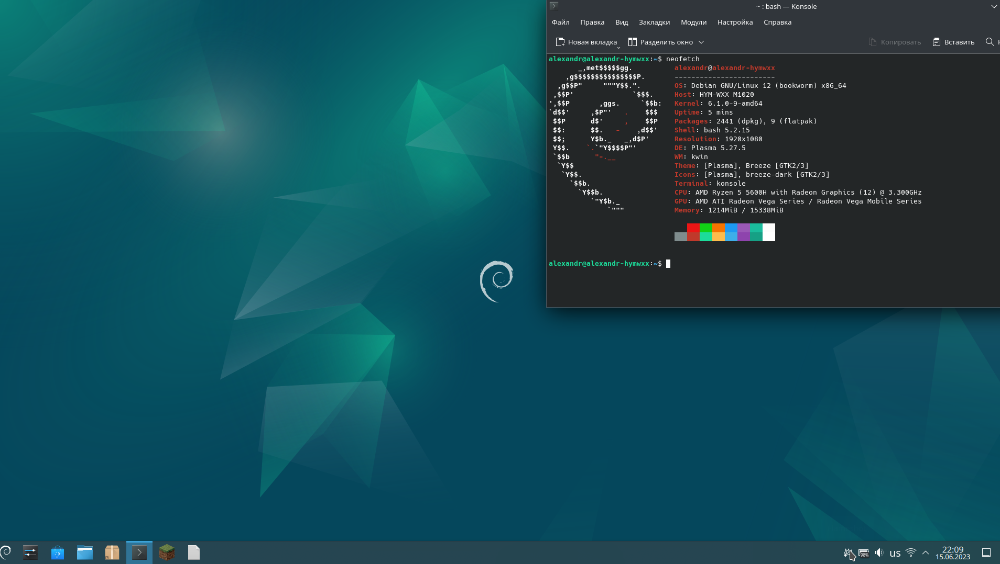 ~ : bash — Konsole
Файл Правка Вид Закладки Модули Настройка Справка
Новая вкладка Разделить окно Копировать Вставить
alexandr@alexandr-hymwxx:~$ neofetch
_,met$$$$$gg. alexandr@alexandr-hymwxx
,g$$$$$$$$$$$$$$$P. ------------------------
,g$$P" """Y$$.". OS: Debian GNU/Linux 12 (bookworm) x86_64
,$$P' `$$$. Host: HYM-WXX M1020
',$$P ,ggs. `$$b: Kernel: 6.1.0-9-amd64
`d$$' ,$P"' . $$$ Uptime: 5 mins
$$P d$' , $$P Packages: 2441 (dpkg), 9 (flatpak)
$$: $$. - ,d$$' Shell: bash 5.2.15
$$; Y$b._ _,d$P' Resolution: 1920x1080
Y$$. `.`"Y$$$$P"' DE: Plasma 5.27.5
`$$b "-.__ WM: kwin
`Y$$ Theme: [Plasma], Breeze [GTK2/3]
`Y$$. Icons: [Plasma], breeze-dark [GTK2/3]
`$$b. Terminal: konsole
`Y$$b. CPU: AMD Ryzen 5 5600H with Radeon Graphics (12) @ 3.300GHz
`"Y$b._ GPU: AMD ATI Radeon Vega Series / Radeon Vega Mobile Series
`""" Memory: 1214MiB / 15338MiB
alexandr@alexandr-hymwxx:~$
98% us 22:09
15.06.2023